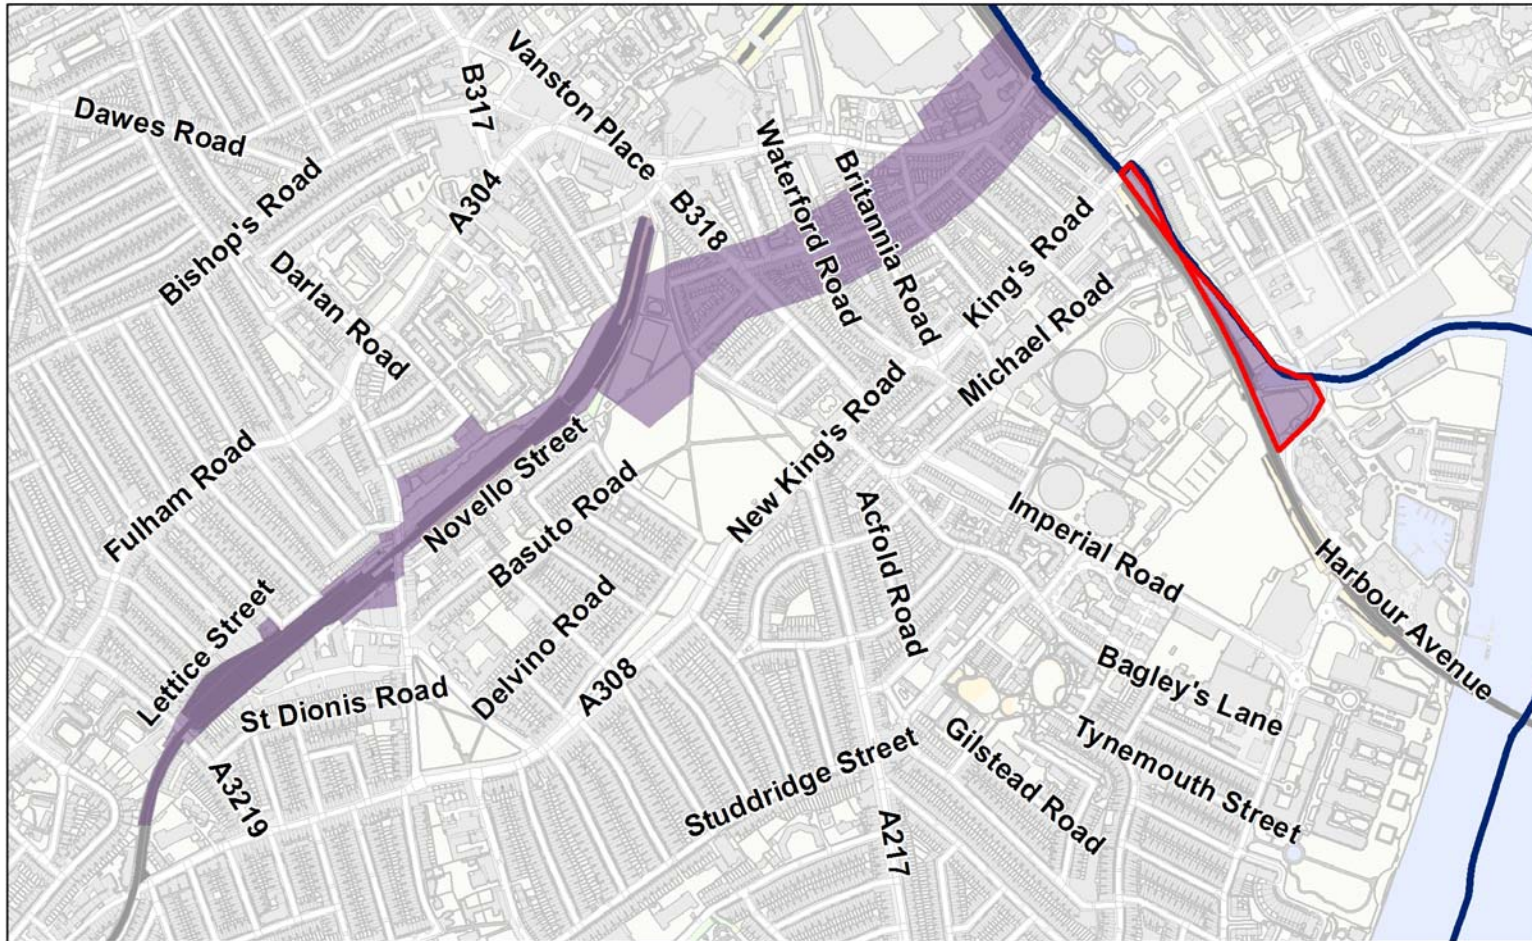 Vanston Place
B317
Dawes Road
Waterford Road
Britannia Road
Bishop's Road
A304
B318
King's Road
Darlan Road
Michael Road
New King's Road
Novello Street
Fulham Road
Basuto Road
Acfold Road
Imperial Road
Harbour Avenue
Lettice Street
Delvino Road
St Dionis Road
A308
Bagley's Lane
Gilstead Road
Tynemouth Street
Studdridge Street
A3219
A217